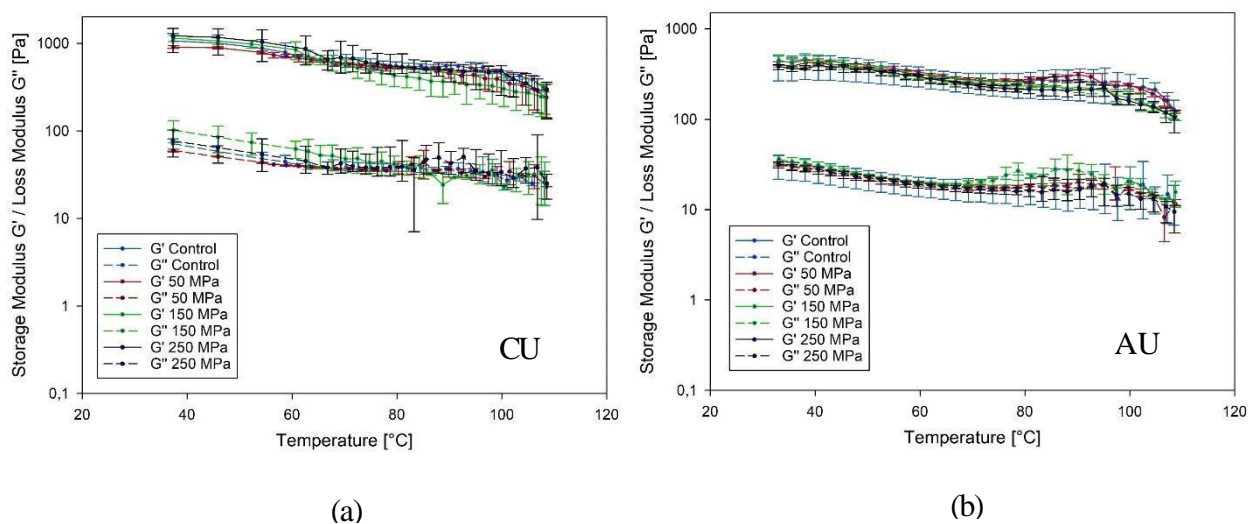 Storage Modulus G' / Loss Modulus G" [Pa]
1000
100
10
1
0,1
G' Control
G" Control
G' 50 MPa
G" 50 MPa
G' 150 MPa
G" 150 MPa
G' 250 MPa
G" 250 MPa
CU
20 40 60 80 100 120
Temperature [°C]
(a)
Storage Modulus G' / Loss Modulus G" [Pa]
1000
100
10
1
0,1
G' Control
G" Control
G' 50 MPa
G" 50 MPa
G' 150 MPa
G" 150 MPa
G' 250 MPa
G" 250 MPa
AU
20 40 60 80 100 120
Temperature [°C]
(b)